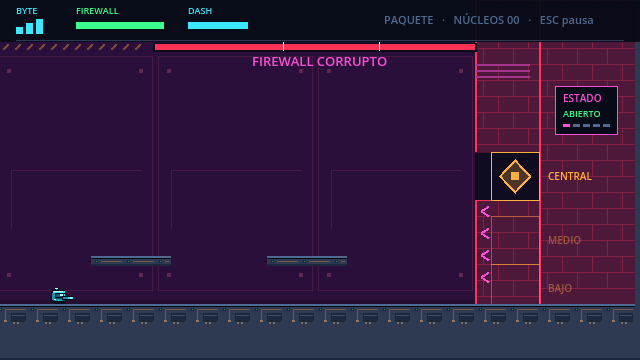 BYTE
FIREWALL
DASH
PAQUETE · NÚCLEOS 00 · ESC pausa
FIREWALL CORRUPTO
ESTADO
ABIERTO
CENTRAL
MEDIO
BAJO